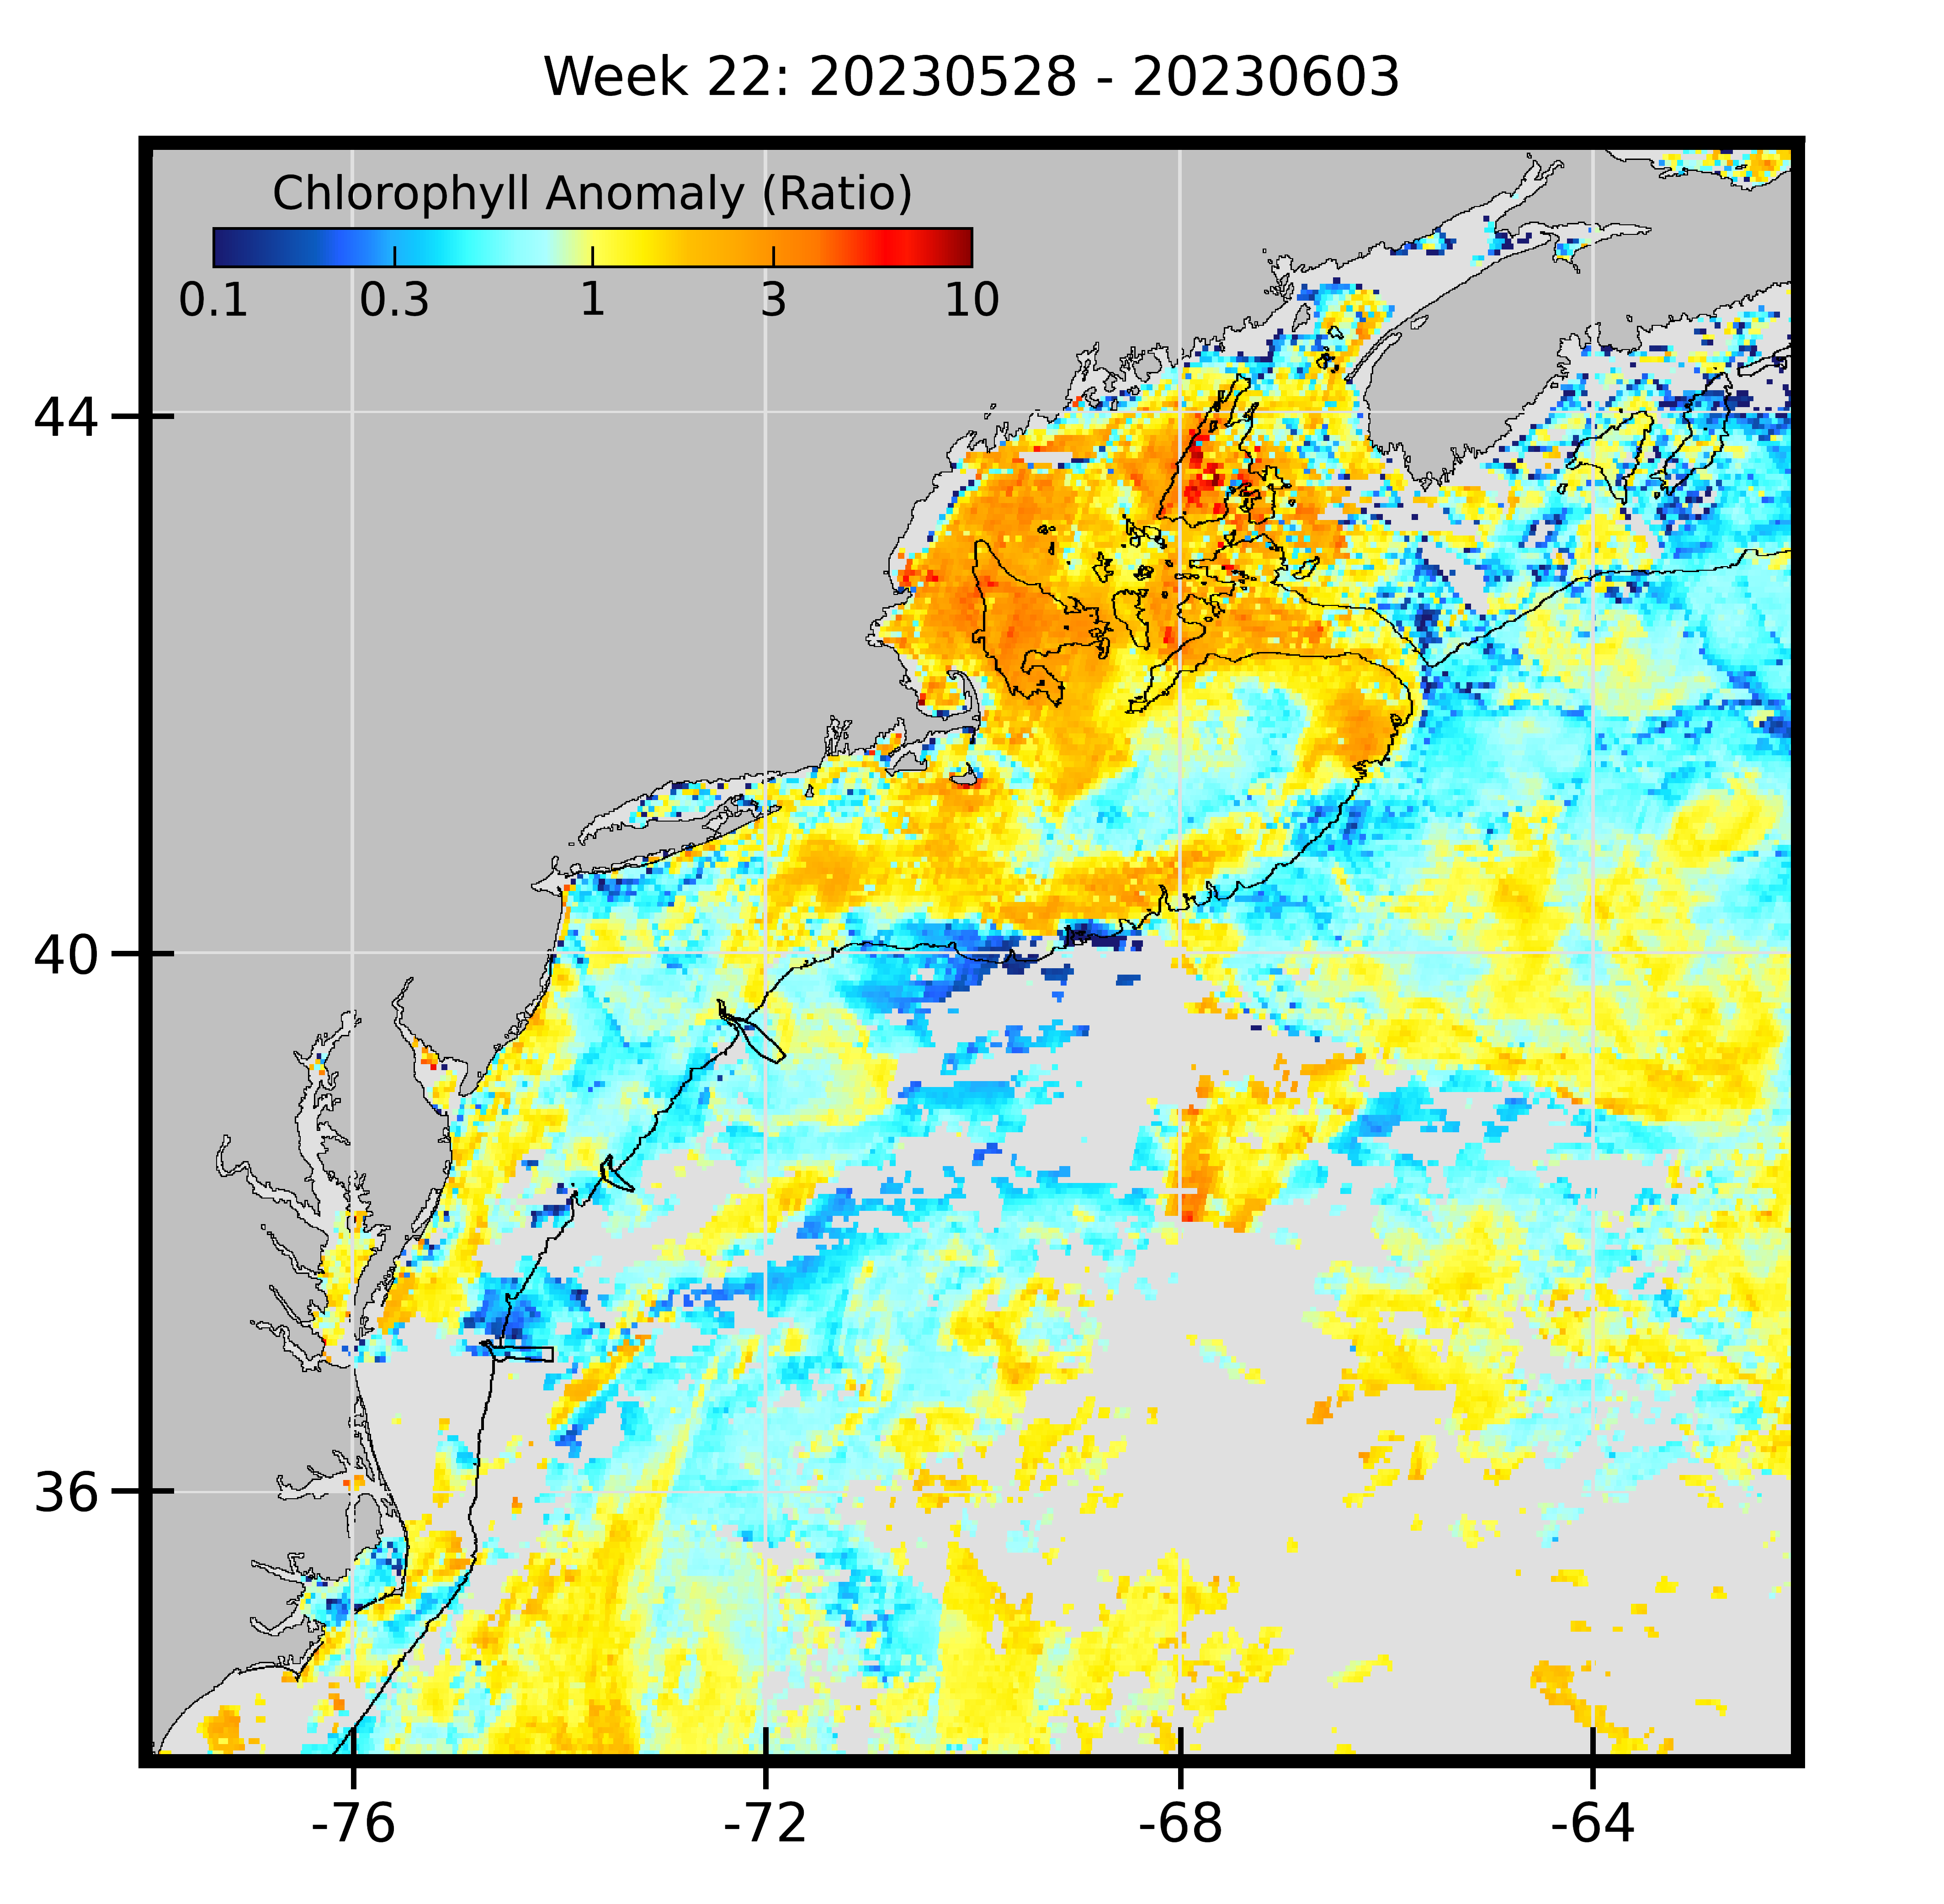 Week 22: 20230528 - 20230603
Chlorophyll Anomaly (Ratio)
0.1 0.3 1 3 10
44
40
36
-76 -72 -68 -64